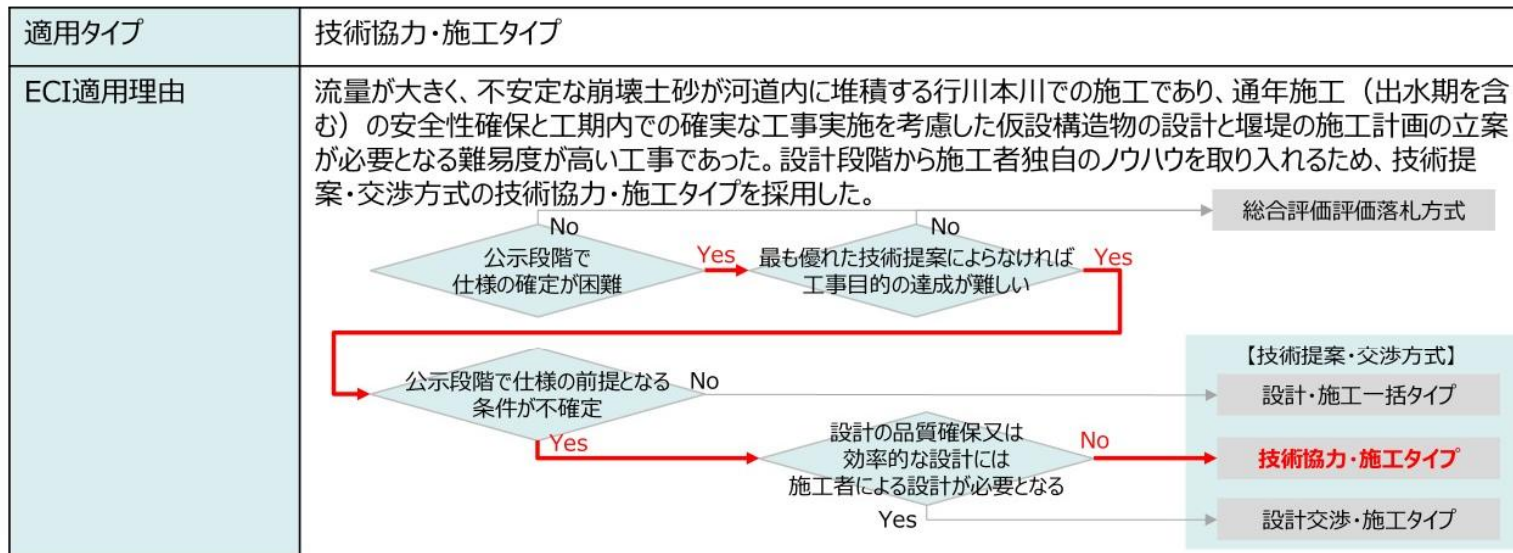 適用タイプ
技術協力・施工タイプ
ECI適用理由
流量が大きく、不安定な崩壊土砂が河道内に堆積する行川本川での施工であり、通年施工（出水期を含
む）の安全性確保と工期内での確実な工事実施を考慮した仮設構造物の設計と堰堤の施工計画の立案
が必要となる難易度が高い工事であった。設計段階から施工者独自のノウハウを取り入れるため、技術提
案・交渉方式の技術協力・施工タイプを採用した。
総合評価評価落札方式
No
No
公示段階で
仕様の確定が困難
Yes
最も優れた技術提案によらなければ
工事目的の達成が難しい
Yes
【技術提案・交渉方式】
公示段階で仕様の前提となる
条件が不確定
No
設計・施工一括タイプ
Yes
設計の品質確保又は
効率的な設計には
施工者による設計が必要となる
No
技術協力・施工タイプ
Yes
設計交渉・施工タイプ